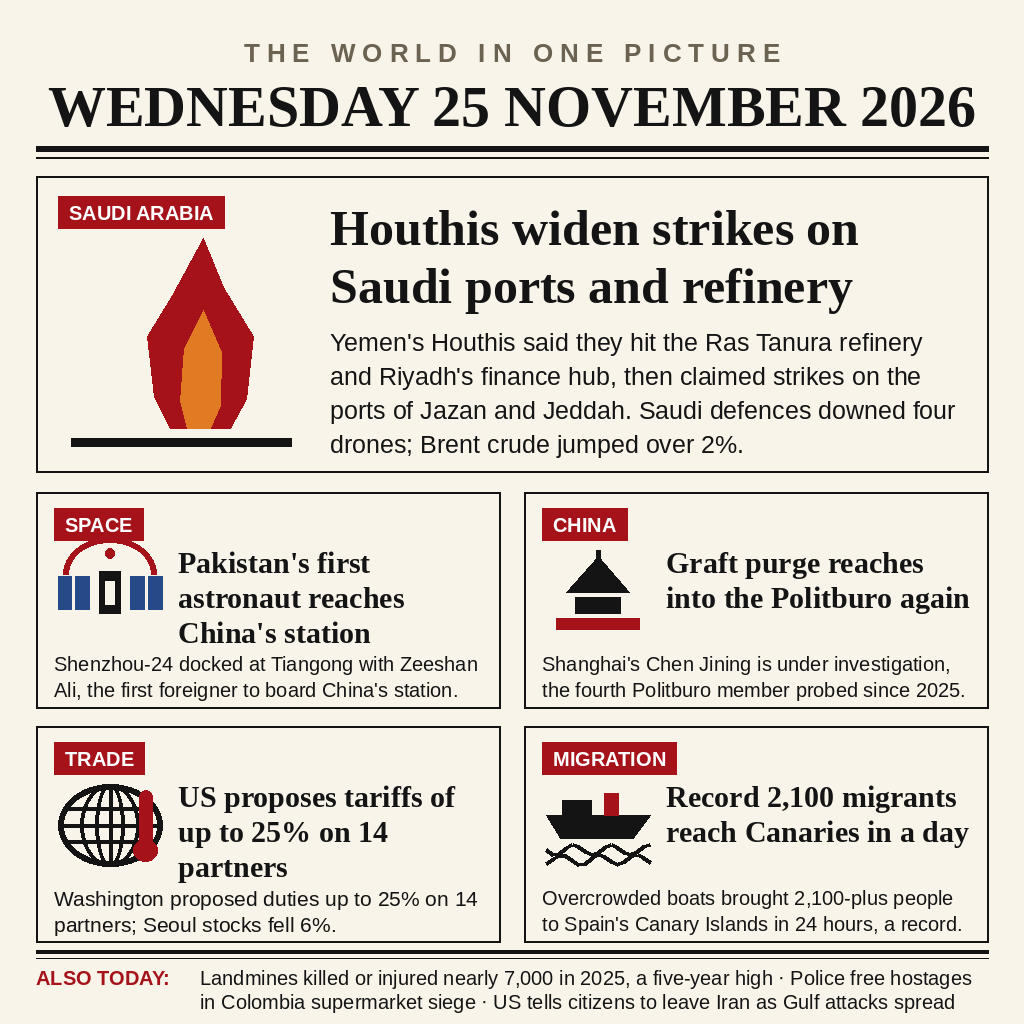 THE WORLD IN ONE PICTURE
WEDNESDAY 25 NOVEMBER 2026
SAUDI ARABIA
Houthis widen strikes on
Saudi ports and refinery
Yemen's Houthis said they hit the Ras Tanura refinery
and Riyadh's finance hub, then claimed strikes on the
ports of Jazan and Jeddah. Saudi defences downed four
drones; Brent crude jumped over 2%.
SPACE
Pakistan's first
astronaut reaches
China's station
Shenzhou-24 docked at Tiangong with Zeeshan
Ali, the first foreigner to board China's station.
CHINA
Graft purge reaches
into the Politburo again
Shanghai's Chen Jining is under investigation,
the fourth Politburo member probed since 2025.
TRADE
US proposes tariffs of
up to 25% on 14
partners
Washington proposed duties up to 25% on 14
partners; Seoul stocks fell 6%.
MIGRATION
Record 2,100 migrants
reach Canaries in a day
Overcrowded boats brought 2,100-plus people
to Spain's Canary Islands in 24 hours, a record.
ALSO TODAY:
Landmines killed or injured nearly 7,000 in 2025, a five-year high · Police free hostages
in Colombia supermarket siege · US tells citizens to leave Iran as Gulf attacks spread